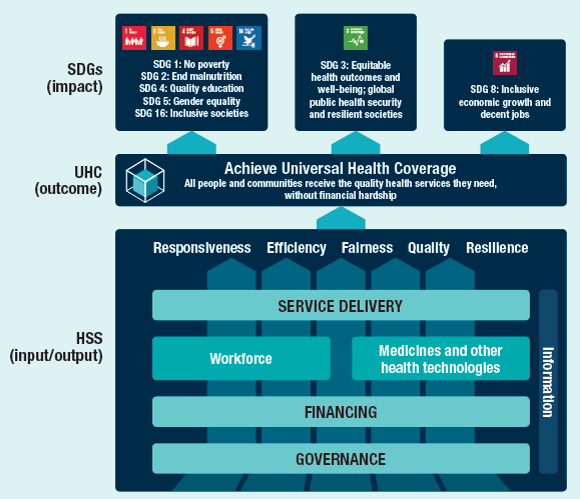 SDGs
(impact)
SDG 1: No poverty
SDG 2: End malnutrition
SDG 4: Quality education
SDG 5: Gender equality
SDG 16: Inclusive societies
SDG 3: Equitable
health outcomes and
well-being; global
public health security
and resilient societies
SDG 8: Inclusive
economic growth and
decent jobs
UHC
(outcome)
Achieve Universal Health Coverage
All people and communities receive the quality health services they need,
without financial hardship
HSS
(input/output)
Responsiveness Efficiency Fairness Quality Resilience
SERVICE DELIVERY
Workforce
Medicines and other
health technologies
FINANCING
GOVERNANCE
Information